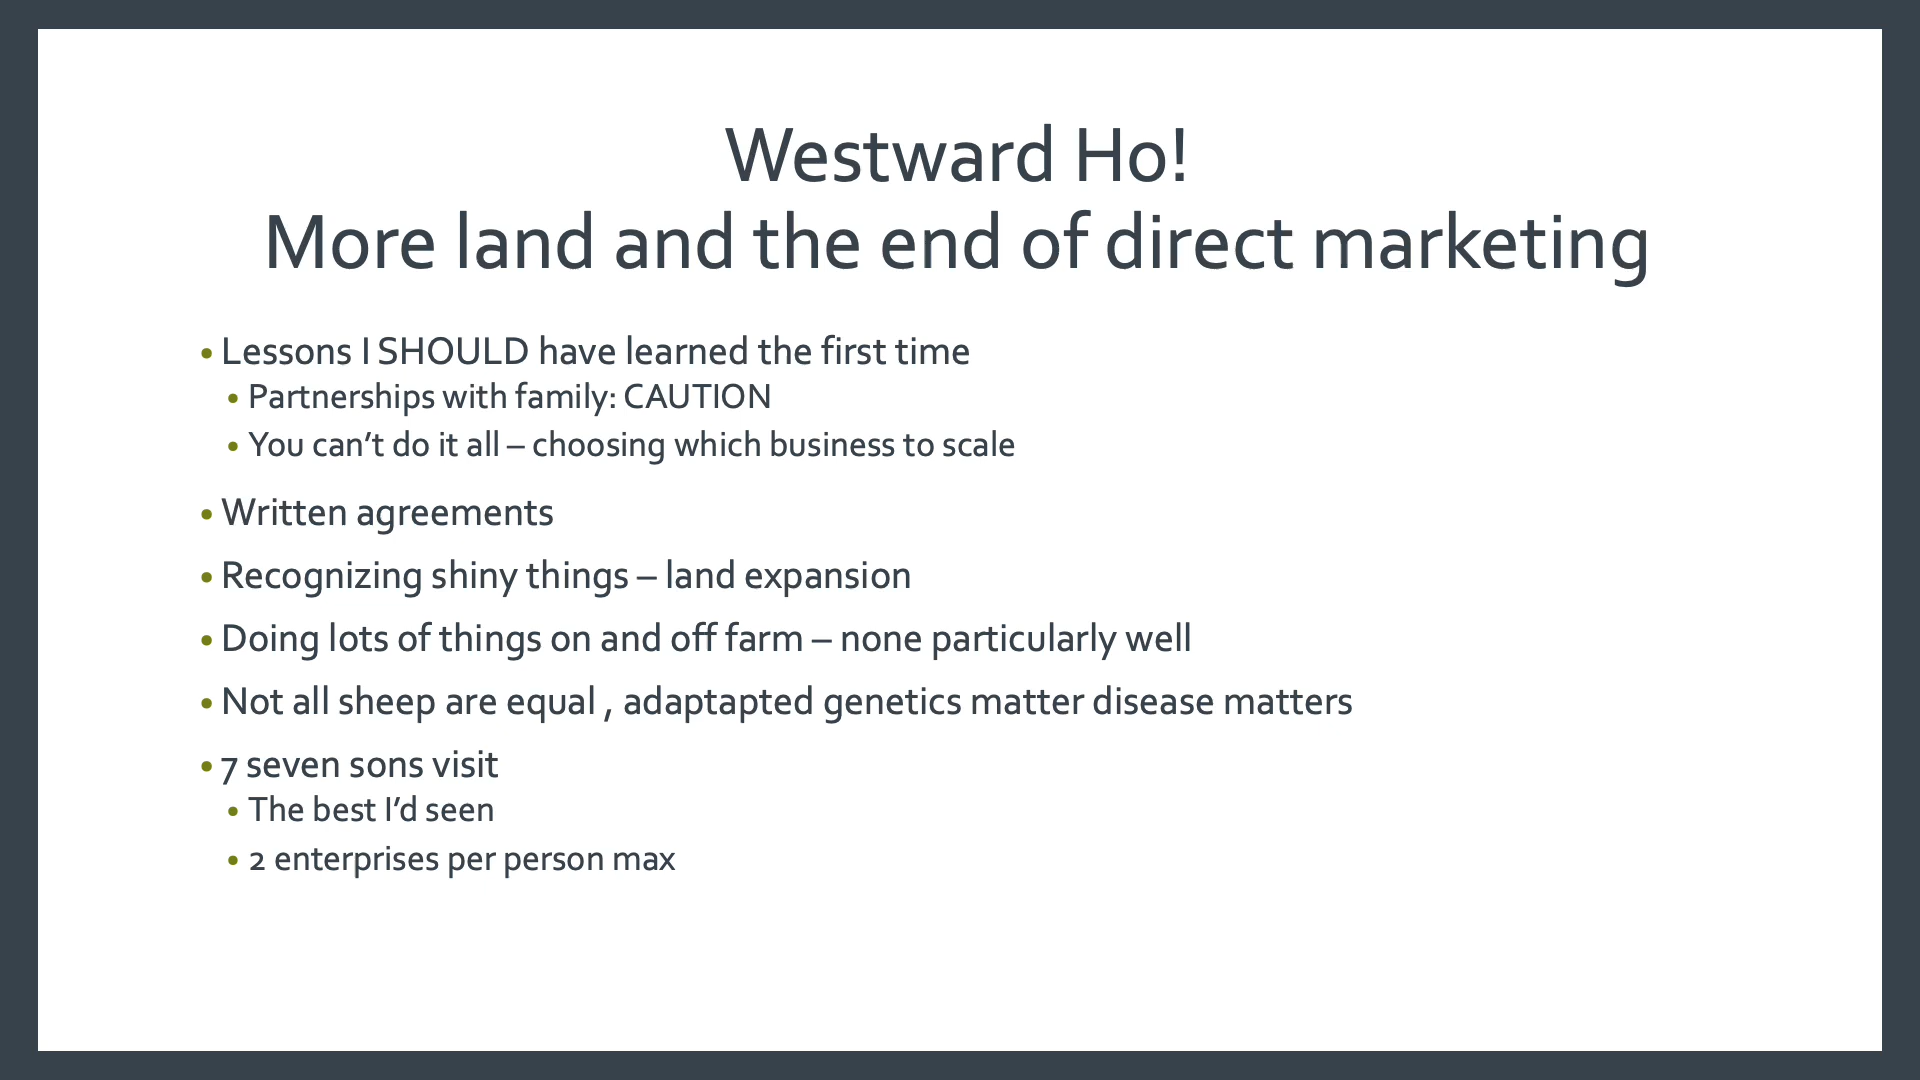 Westward Ho!
More land and the end of direct marketing
• Lessons I SHOULD have learned the first time
• Partnerships with family: CAUTION
• You can’t do it all – choosing which business to scale
• Written agreements
• Recognizing shiny things – land expansion
• Doing lots of things on and off farm – none particularly well
• Not all sheep are equal , adaptapted genetics matter disease matters
• 7 seven sons visit
• The best I’d seen
• 2 enterprises per person max